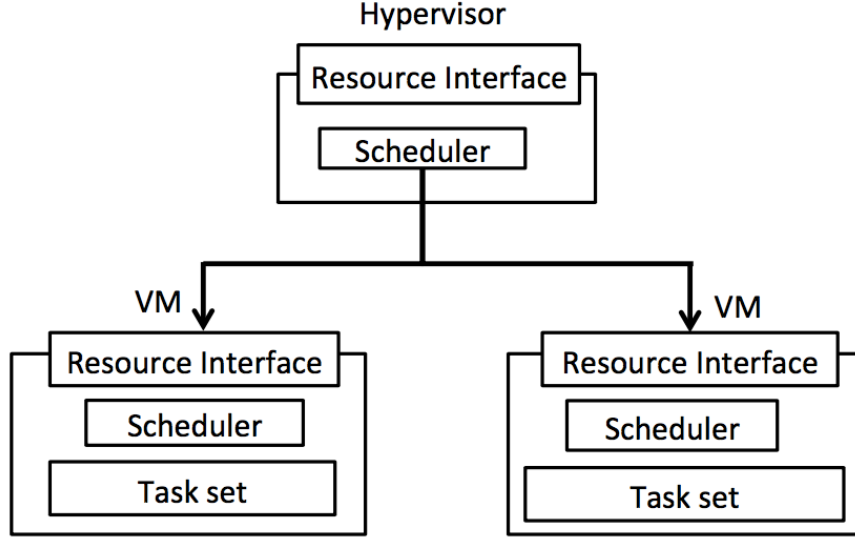 Hypervisor
Resource Interface
Scheduler
VM
VM
Resource Interface
Resource Interface
Scheduler
Scheduler
Task set
Task set